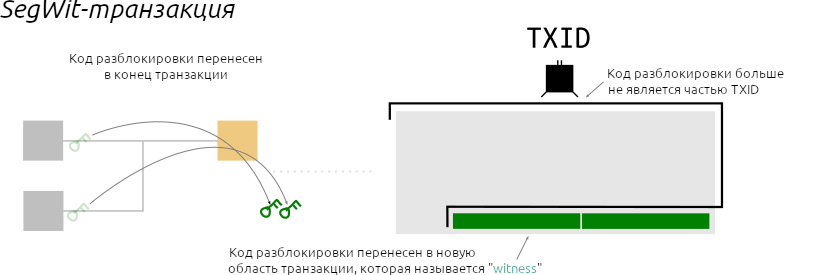 SegWit-транзакция
TXID
Код разблокировки перенесен
в конец транзакции
Код разблокировки больше
не является частью TXID
Код разблокировки перенесен в новую
область транзакции, которая называется "witness"